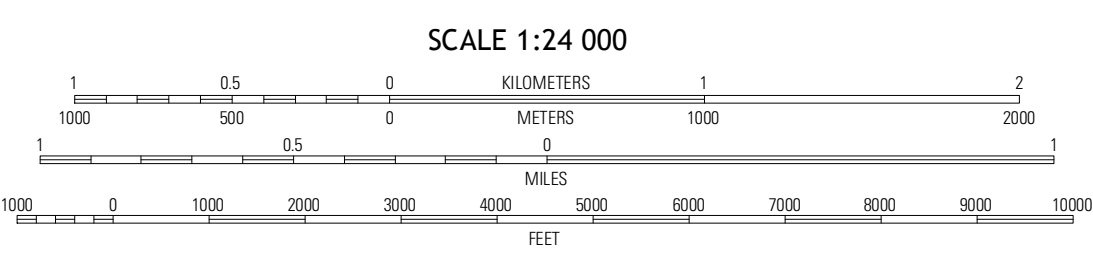 SCALE 1:24 000
1 0.5 0 KILOMETERS 1 2
1000 500 0 METERS 1000 2000
1 0.5 0 1
MILES
1000 0 1000 2000 3000 4000 5000 6000 7000 8000 9000 10000
FEET